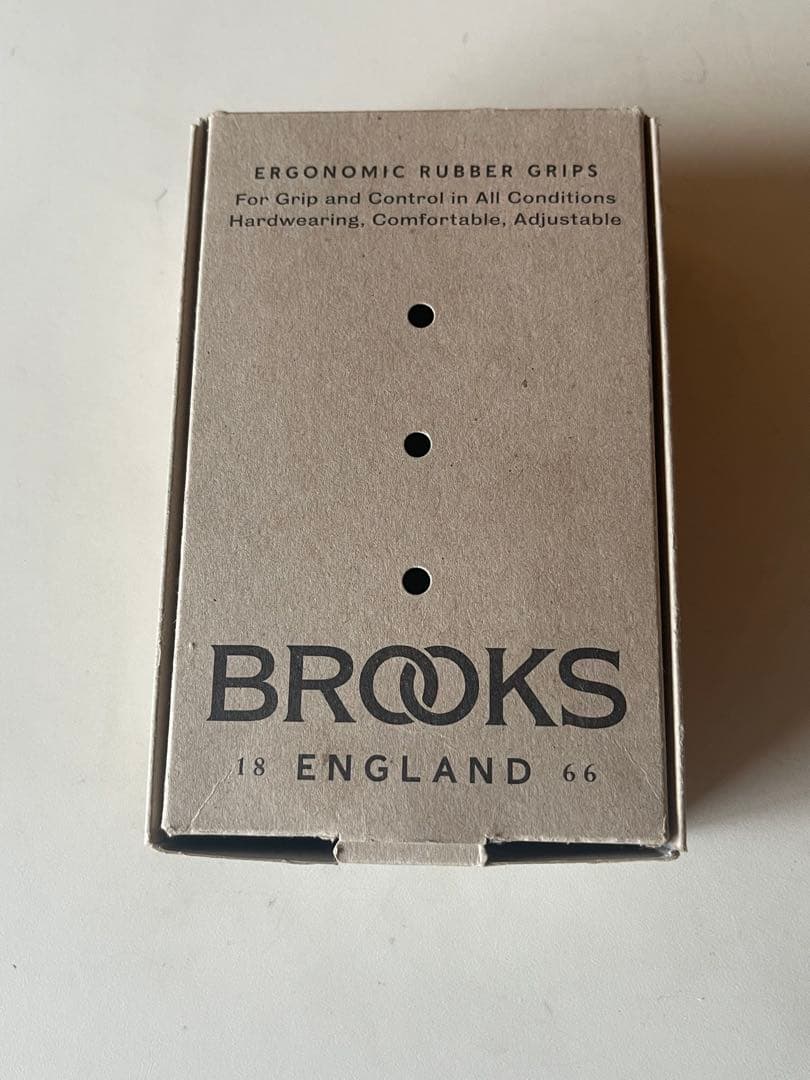 ERGONOMIC RUBBER GRIPS
For Grip and Control in All Conditions
Hardwearing, Comfortable, Adjustable
BROOKS
18 ENGLAND 66